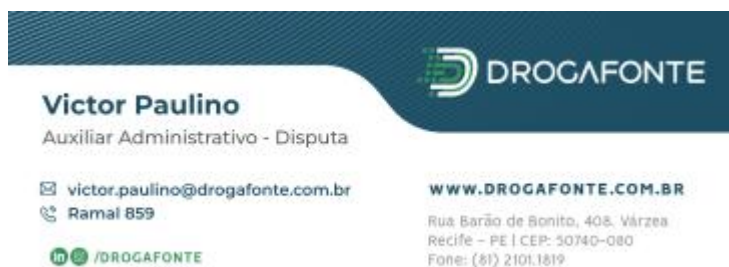 DROGAFONTE
Victor Paulino
Auxiliar Administrativo - Disputa
victor.paulino@drogafonte.com.br
Ramal 859
/DROGAFONTE
WWW.DROGAFONTE.COM.BR
Rua Barão de Bonito, 408. Várzea
Recife – PE | CEP: 50740-080
Fone: (81) 2101.1819